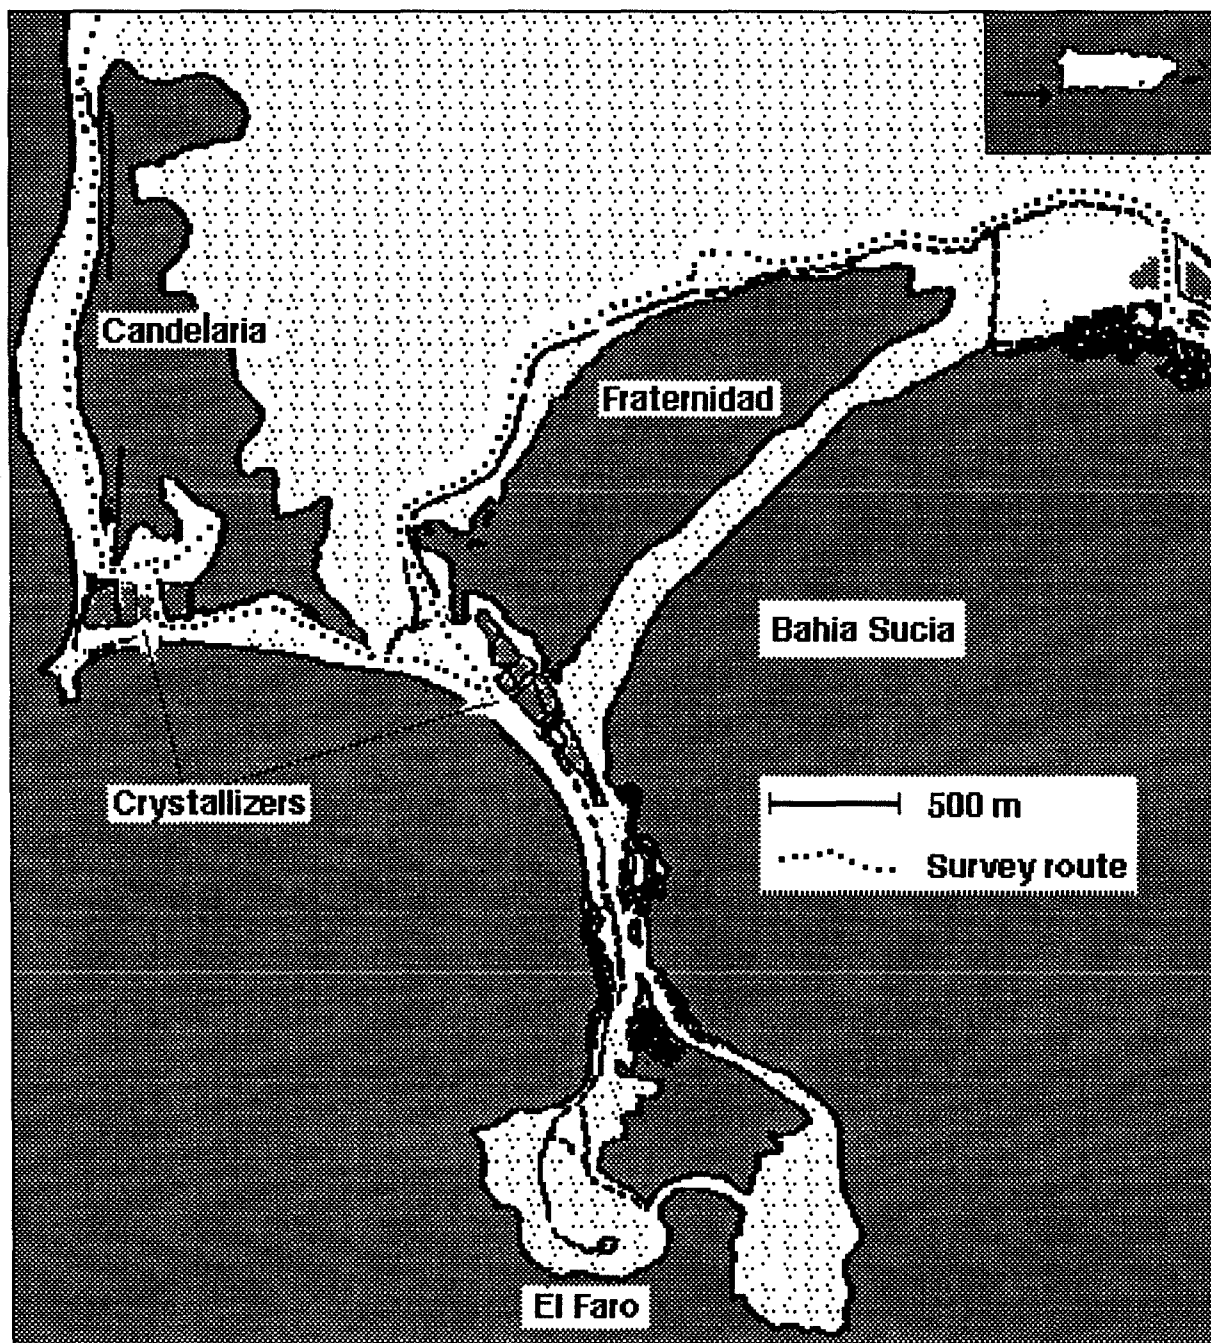 Candelaria
Fraternidad
Bahia Sucia
Crystallizers
500 m
Survey route
El Faro